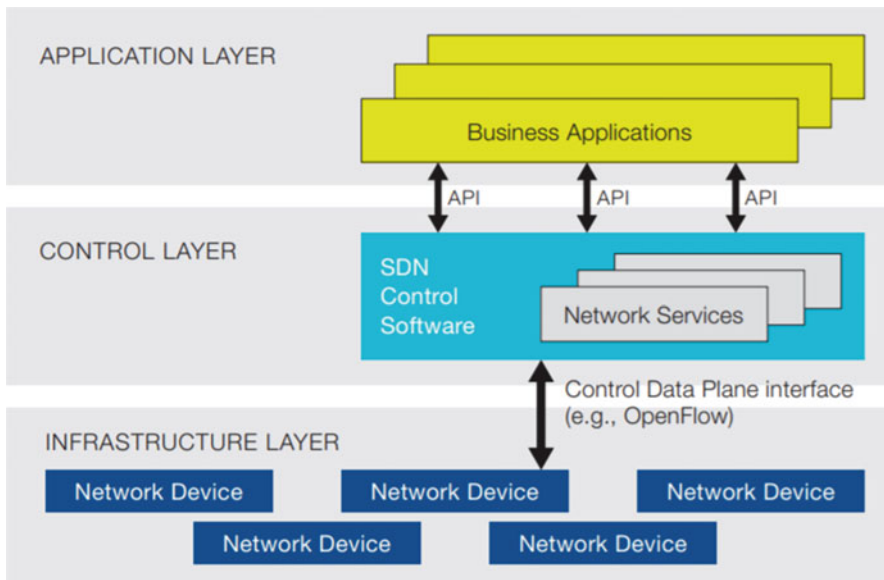 APPLICATION LAYER
Business Applications
API
API
API
CONTROL LAYER
SDN
Control
Software
Network Services
Control Data Plane interface
(e.g., OpenFlow)
INFRASTRUCTURE LAYER
Network Device
Network Device
Network Device
Network Device
Network Device